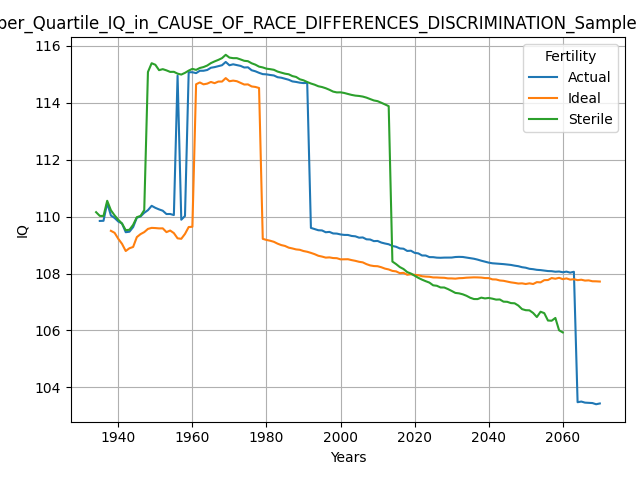 per_Quartile_IQ_in_CAUSE_OF_RACE_DIFFERENCES_DISCRIMINATION_Sample
116
114
112
110
108
106
104
IQ
Fertility
Actual
Ideal
Sterile
1940 1960 1980 2000 2020 2040 2060
Years